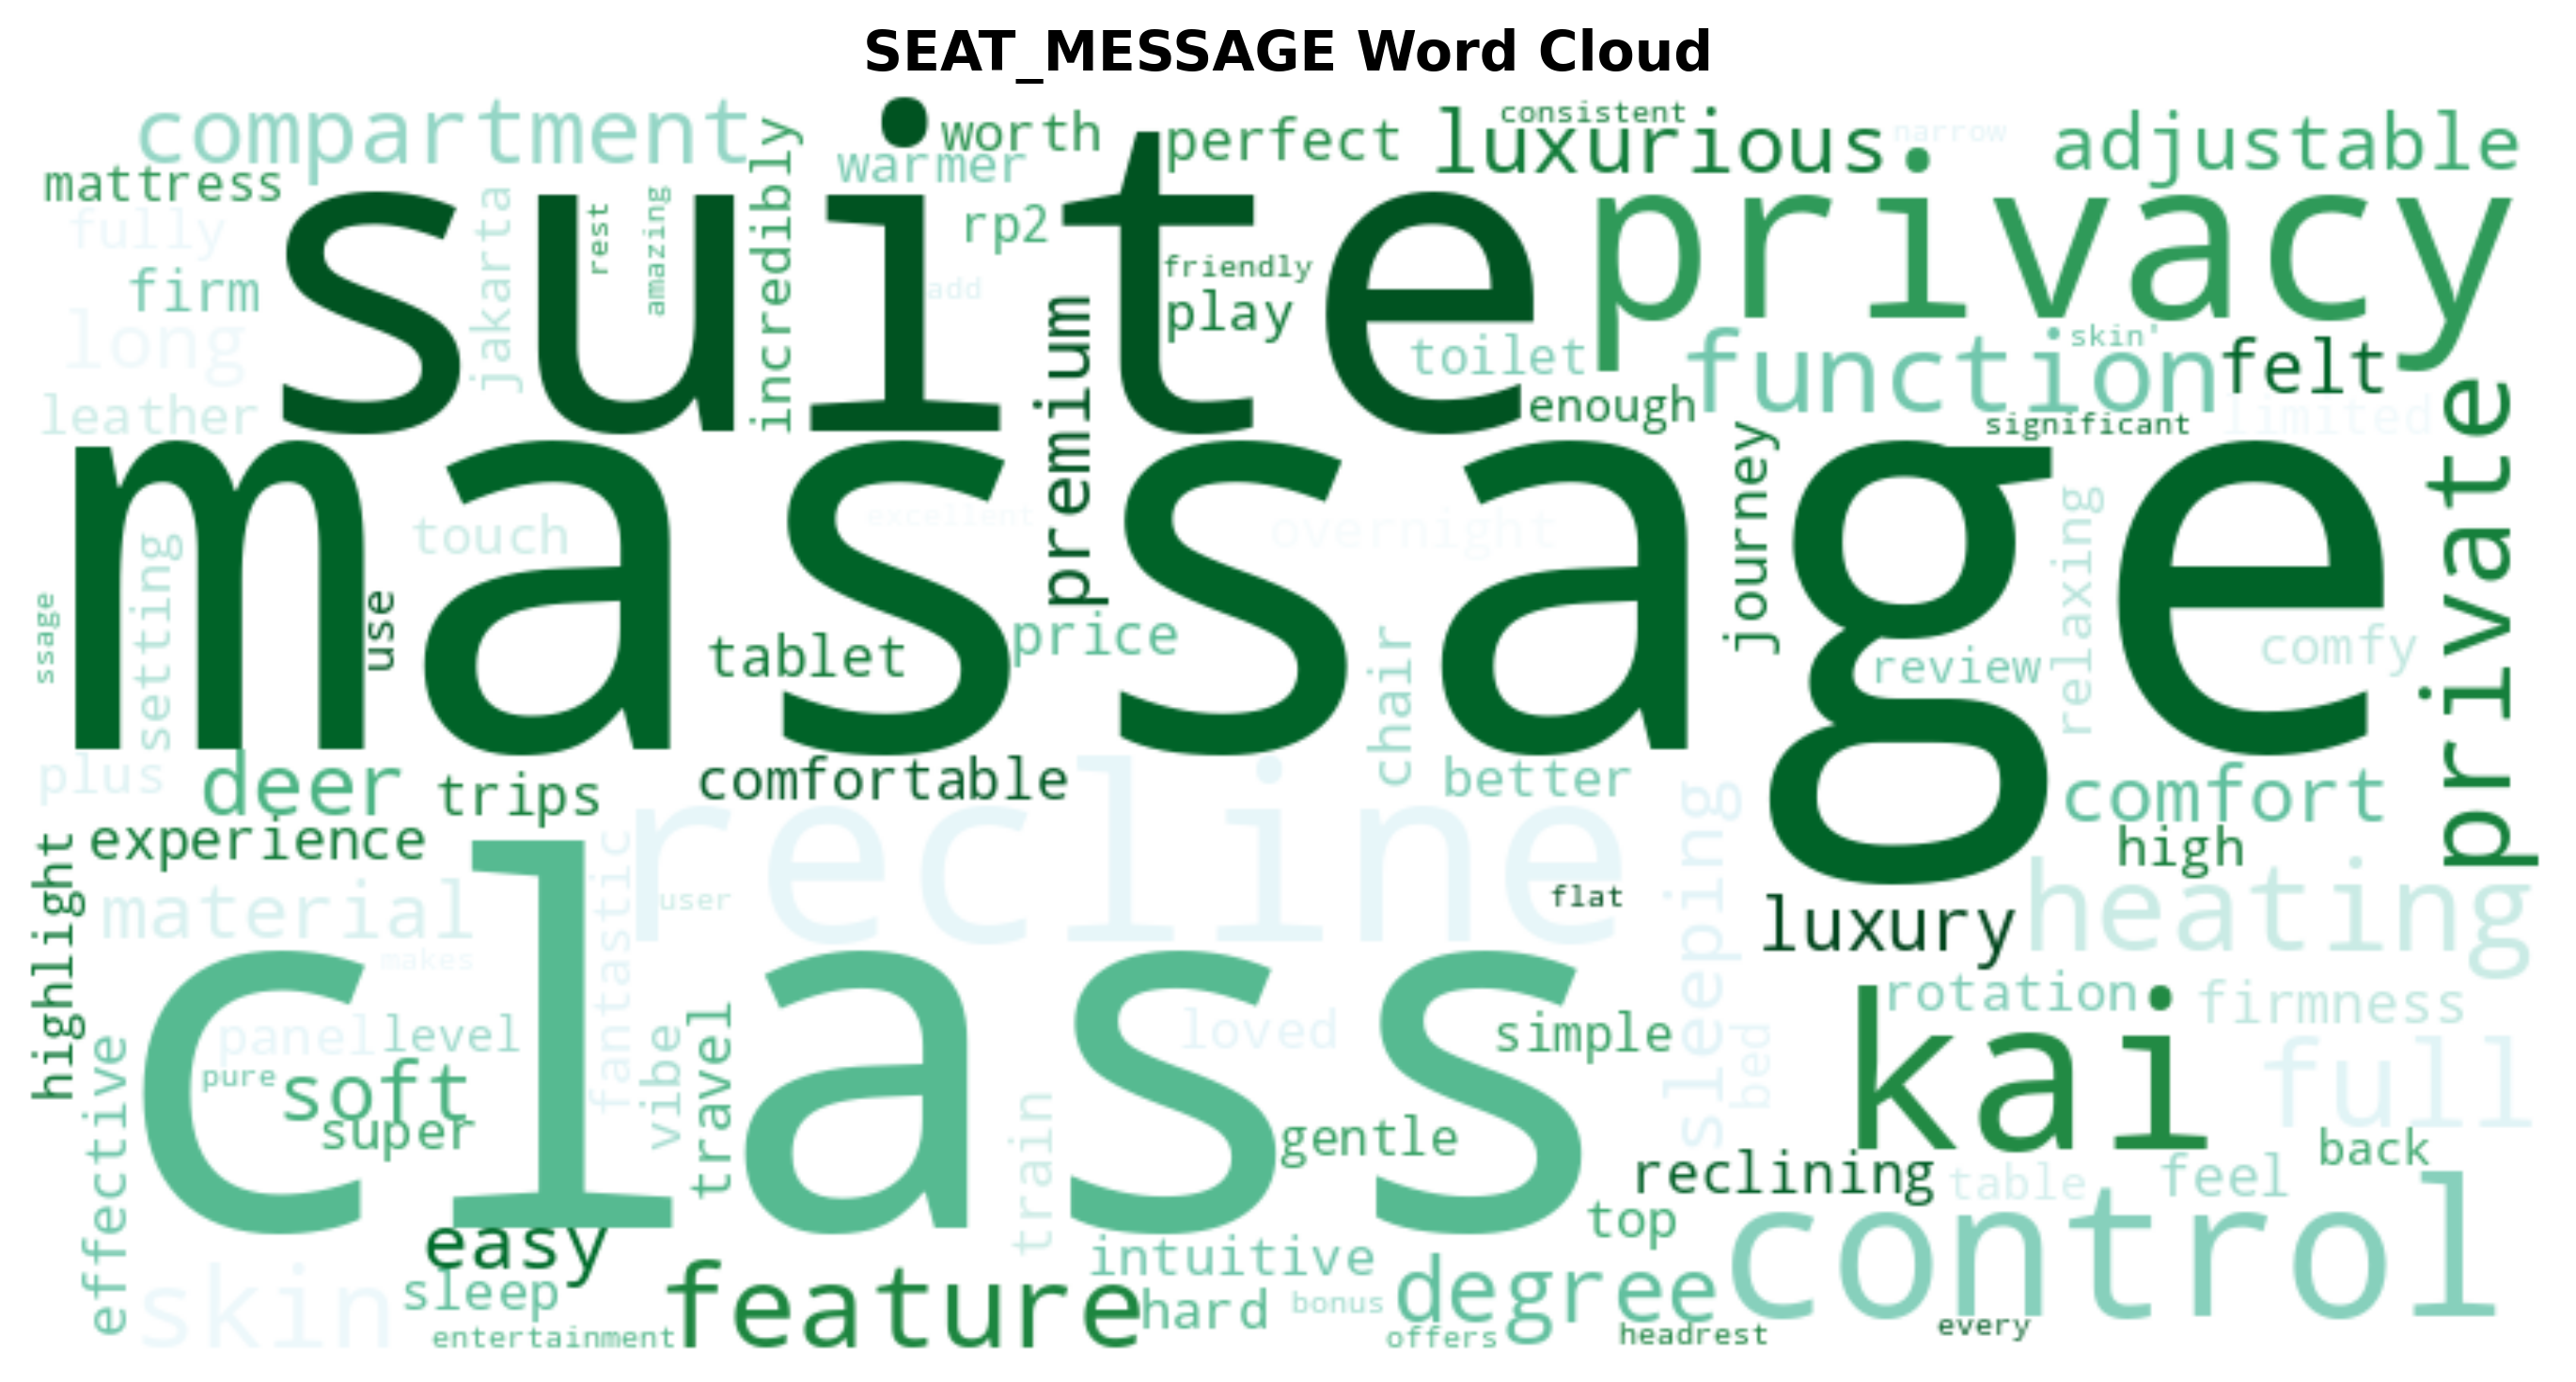 SEAT_MESSAGE Word Cloud
compartment
worth
perfect
luxurious
consistent
narrow
adjustable
mattress
warmer
incredibly
fully
jakarta
rest
amazing
suite
rp2
privacy
firm
add
friendly
play
long
premium
toilet
function
skin'
felt
leather
enough
significant
limited
private
massage
touch
excellent
overnight
journey
relaxing
setting
ssage
use
tablet
price
chair
review
comfy
plus
deer
trips
comfortable
recline
better
comfort
experience
high
highlight
material
fantastic
user
flat
sleeping
luxury
heating
makes
class
panel
level
vibe
travel
loved
simple
bed
kai
rotation
firmness
full
pure
soft
super
effective
train
gentle
reclining
table
feel
back
easy
top
control
skin
sleep
feature
intuitive
hard
bonus
degree
entertainment
offers
headrest
every